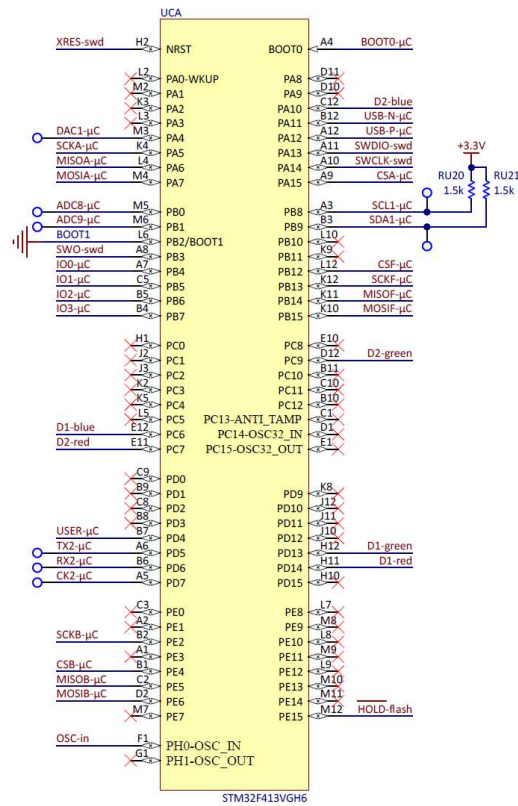 UCA
XRES-swd H2 NRST BOOT0 A4 BOOT0-µC
L2 PA0-WKUP PA8 D11
M2 PA1 PA9 D10
K3 PA2 PA10 C12 D2-blue
L3 PA3 PA11 B12 USB-N-µC
DAC1-µC M3 PA4 PA12 A12 USB-P-µC
SCKA-µC K4 PA5 PA13 A11 SWDIO-swd
MISOA-µC L4 PA6 PA14 A10 SWCLK-swd
MOSIA-µC M4 PA7 PA15 A9 CSA-µC
+3.3V
RU20 RU21
1.5k 1.5k
ADC8-µC M5 PB0 PB8 A3 SCL1-µC
ADC9-µC M6 PB1 PB9 B3 SDA1-µC
BOOT1 L6 PB2/BOOT1 PB10 L10
SWO-swd A8 PB3 PB11 K9
IO0-µC A7 PB4 PB12 L12 CSF-µC
IO1-µC C5 PB5 PB13 K12 SCKF-µC
IO2-µC B5 PB6 PB14 K11 MISOF-µC
IO3-µC B4 PB7 PB15 K10 MOSIF-µC
H1 PC0 PC8 E10
J2 PC1 PC9 D12 D2-green
J3 PC2 PC10 B11
K2 PC3 PC11 C10
K5 PC4 PC12 B10
L5 PC5 PC13-ANTI_TAMP C1
D1-blue E12 PC6 PC14-OSC32_IN D1
D2-red E11 PC7 PC15-OSC32_OUT E1
C9 PD0
B9 PD1 PD9 K8
C8 PD2 PD10 J12
B8 PD3 PD11 J11
USER-µC B7 PD4 PD12 J10
TX2-µC A6 PD5 PD13 H12 D1-green
RX2-µC B6 PD6 PD14 H11 D1-red
CK2-µC A5 PD7 PD15 H10
C3 PE0 PE8 L7
A2 PE1 PE9 M8
SCKB-µC B2 PE2 PE10 L8
A1 PE3 PE11 M9
CSB-µC B1 PE4 PE12 L9
MISOB-µC C2 PE5 PE13 M10
MOSIB-µC D2 PE6 PE14 M11
M7 PE7 PE15 M12 HOLD-flash
OSC-in F1 PH0-OSC_IN
G1 PH1-OSC_OUT
STM32F413VGH6